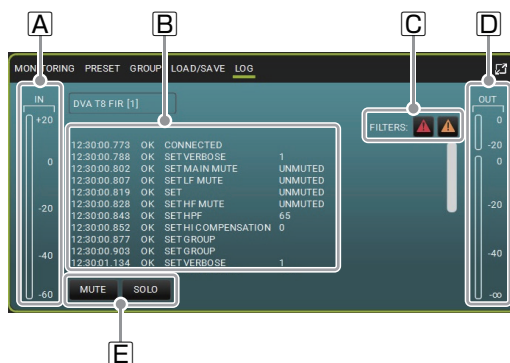 A B C D
MONITORING PRESET GROUP LOAD/SAVE LOG
IN OUT
DVA T8 FIR [1]
+20
0
-20
-40
-60
FILTERS:
0
-20
0
-20
-40
-∞
12:30:00.773 OK CONNECTED
12:30:00.788 OK SET VERBOSE 1
12:30:00.802 OK SET MAIN MUTE UNMUTED
12:30:00.807 OK SET LF MUTE UNMUTED
12:30:00.819 OK SET UNMUTED
12:30:00.828 OK SET HF MUTE UNMUTED
12:30:00.843 OK SET HPF 65
12:30:00.852 OK SET HI COMPENSATION 0
12:30:00.877 OK SET GROUP
12:30:00.903 OK SET GROUP
12:30:01.134 OK SET VERBOSE 1
MUTE SOLO
E